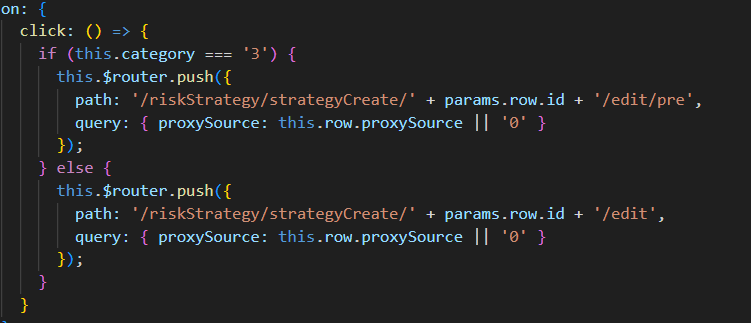 on: {
click: () => {
if (this.category === '3') {
this.$router.push({
path: '/riskStrategy/strategyCreate/' + params.row.id + '/edit/pre',
query: { proxySource: this.row.proxySource || '0' }
});
} else {
this.$router.push({
path: '/riskStrategy/strategyCreate/' + params.row.id + '/edit',
query: { proxySource: this.row.proxySource || '0' }
});
}
}